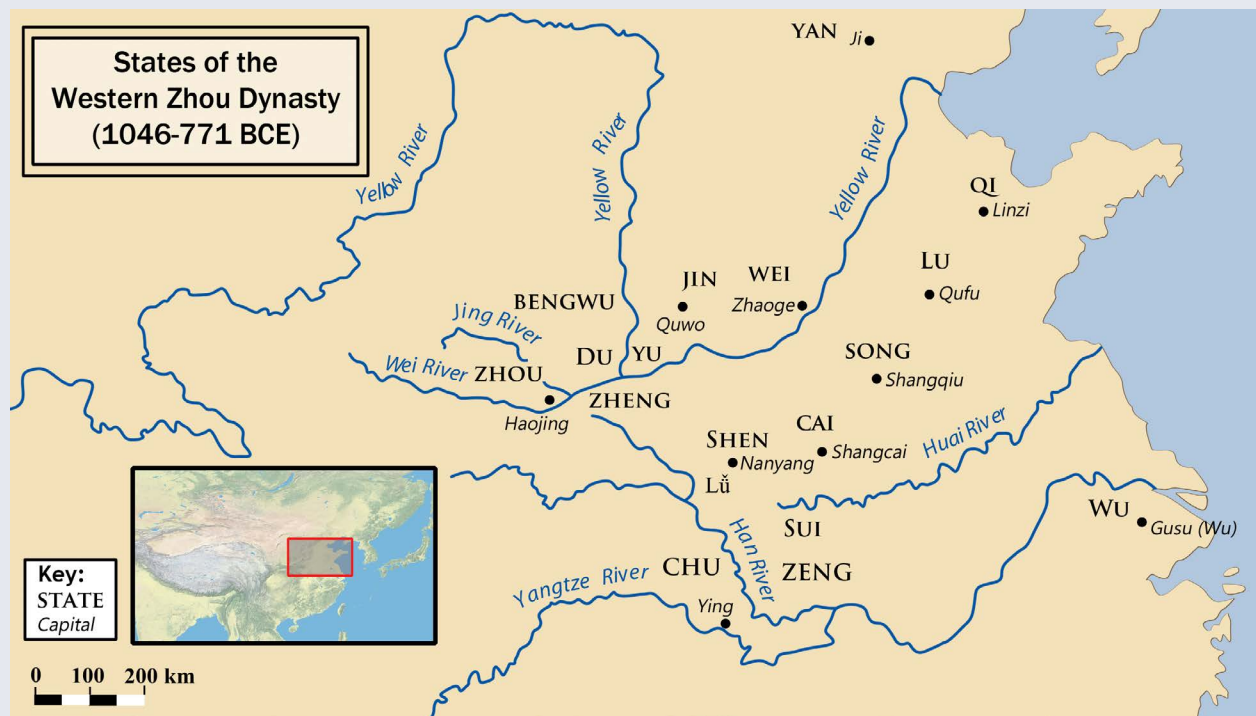 States of the
Western Zhou Dynasty
(1046-771 BCE)
YAN
Ji
Yellow River
Yellow River
Yellow River
QI
Linzi
LU
Qufu
JIN
Quwo
WEI
Zhaoge
BENGWU
Jing River
Wei River
DU
YU
ZHOU
Haojing
ZHENG
SONG
Shangqiu
CAI
Shangcai
SHEN
Nanyang
Lǚ
Huai River
SUI
WU
Gusu (Wu)
Han River
CHU
ZENG
Yangtze River
Ying
Key:
STATE
Capital
0 100 200 km